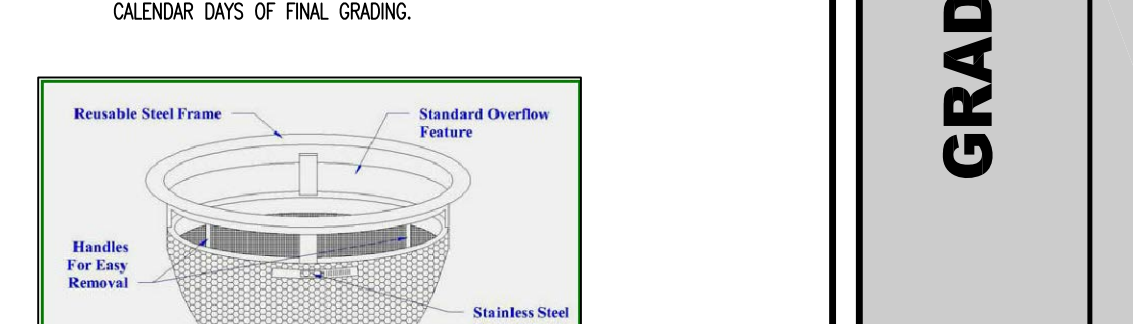 CALENDAR DAYS OF FINAL GRADING.
Reusable Steel Frame
Standard Overflow
Feature
Handles
For Easy
Removal
Stainless Steel
GRAD